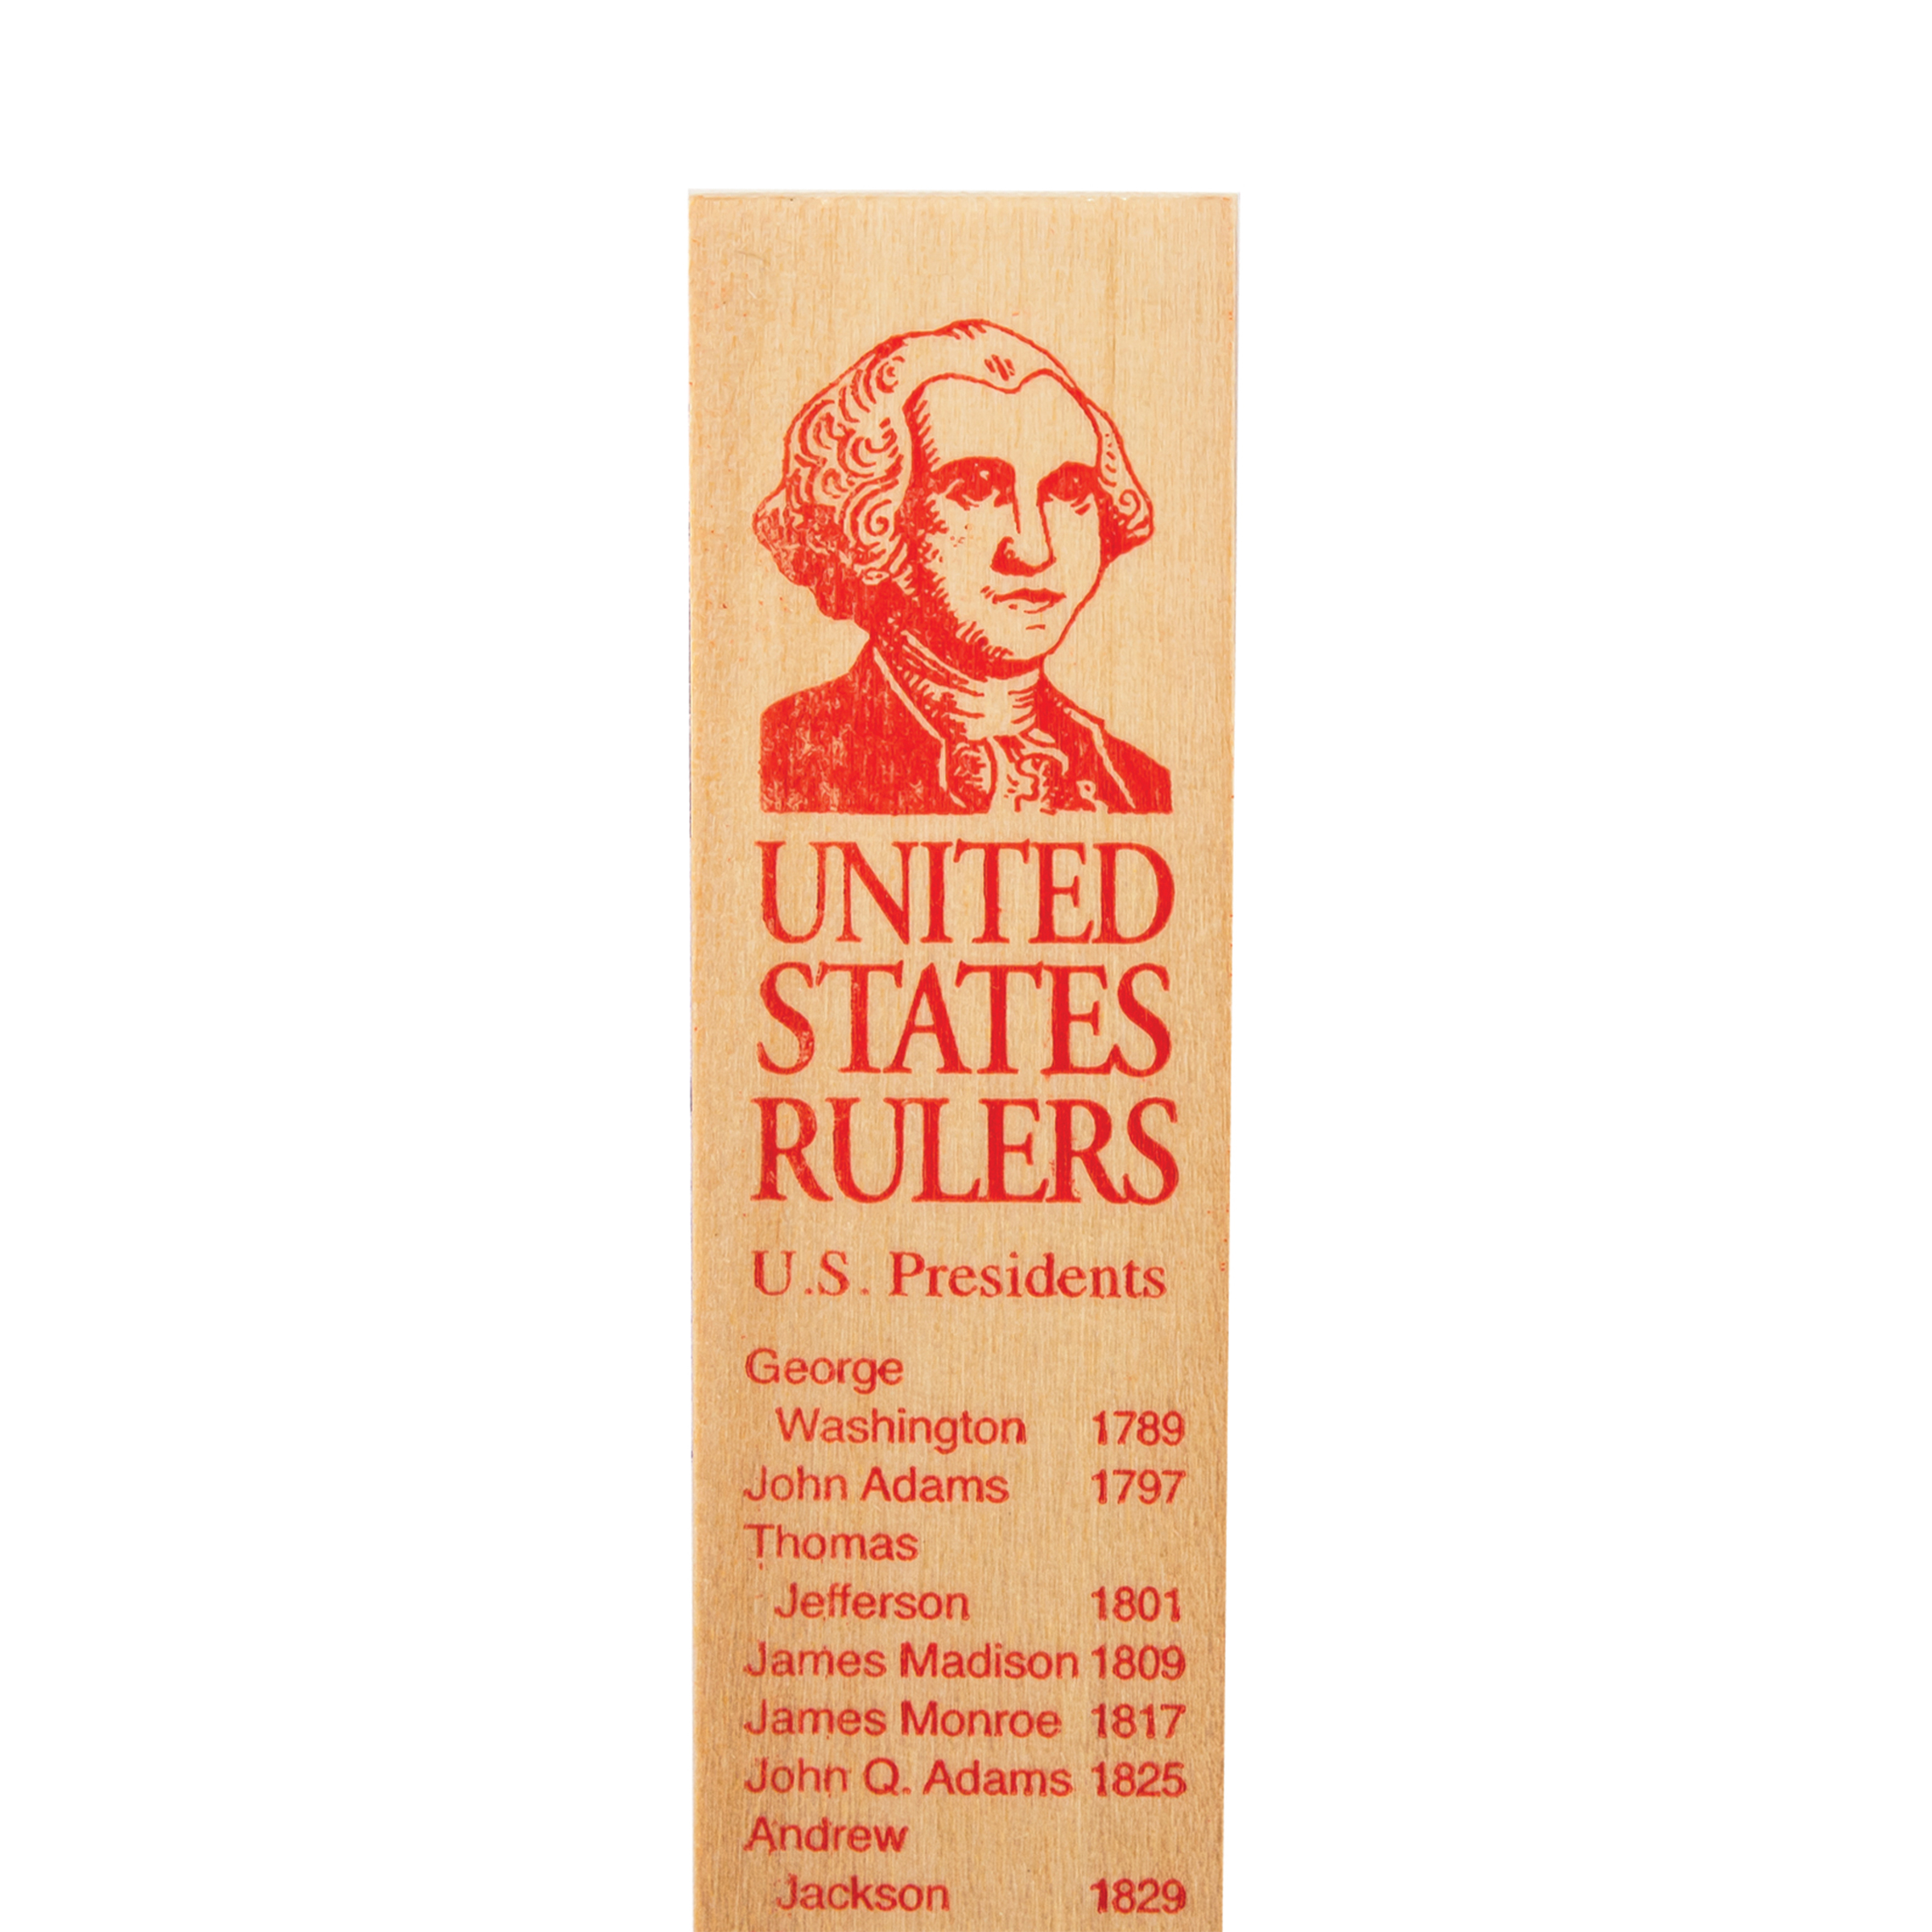 UNITED
STATES
RULERS
U.S. Presidents
George
Washington 1789
John Adams 1797
Thomas
Jefferson 1801
James Madison 1809
James Monroe 1817
John Q. Adams 1825
Andrew
Jackson 1829